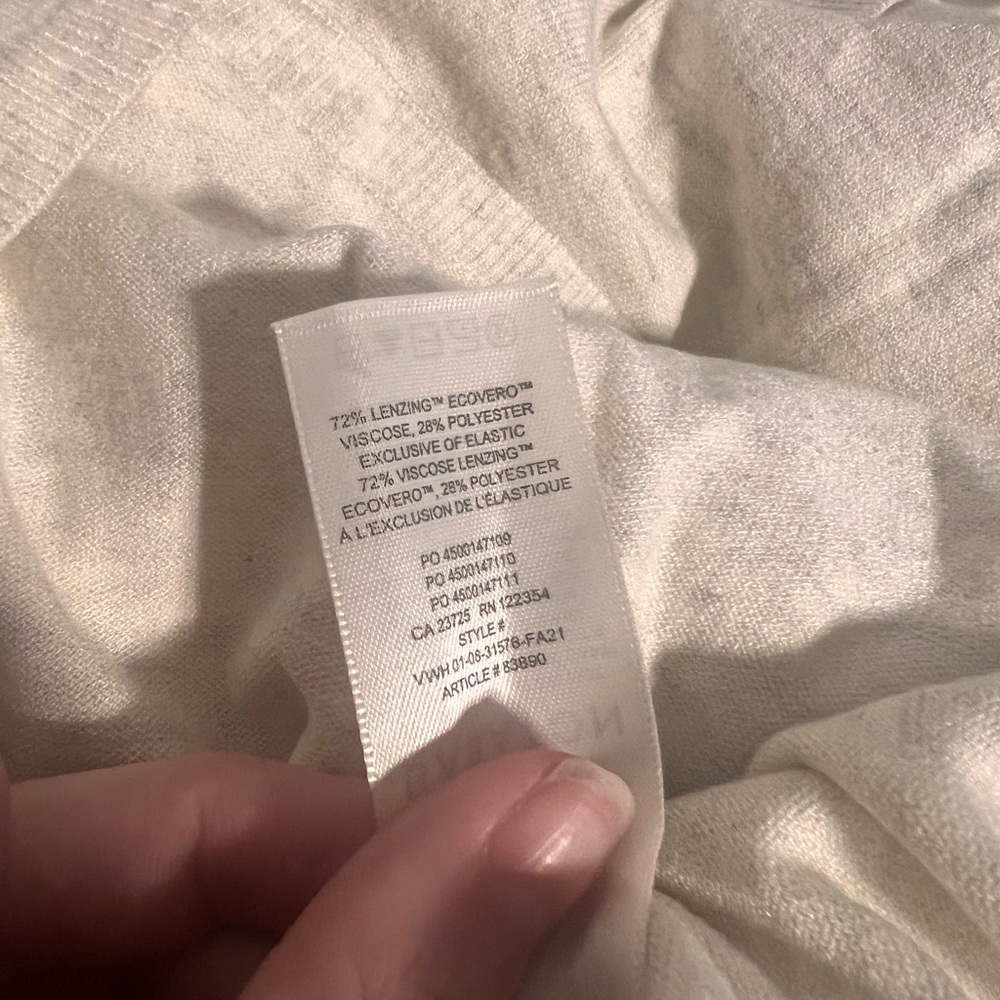 72% LENZING™ ECOVERO™
VISCOSE, 28% POLYESTER
EXCLUSIVE OF ELASTIC
72% VISCOSE LENZING™
ECOVERO™, 28% POLYESTER
À L'EXCLUSION DE L'ÉLASTIQUE
PO 4500147109
PO 4500147110
PO 4500147111
CA 23725 RN 122354
STYLE #
VWH 01-08-31576-FA21
ARTICLE # 83890